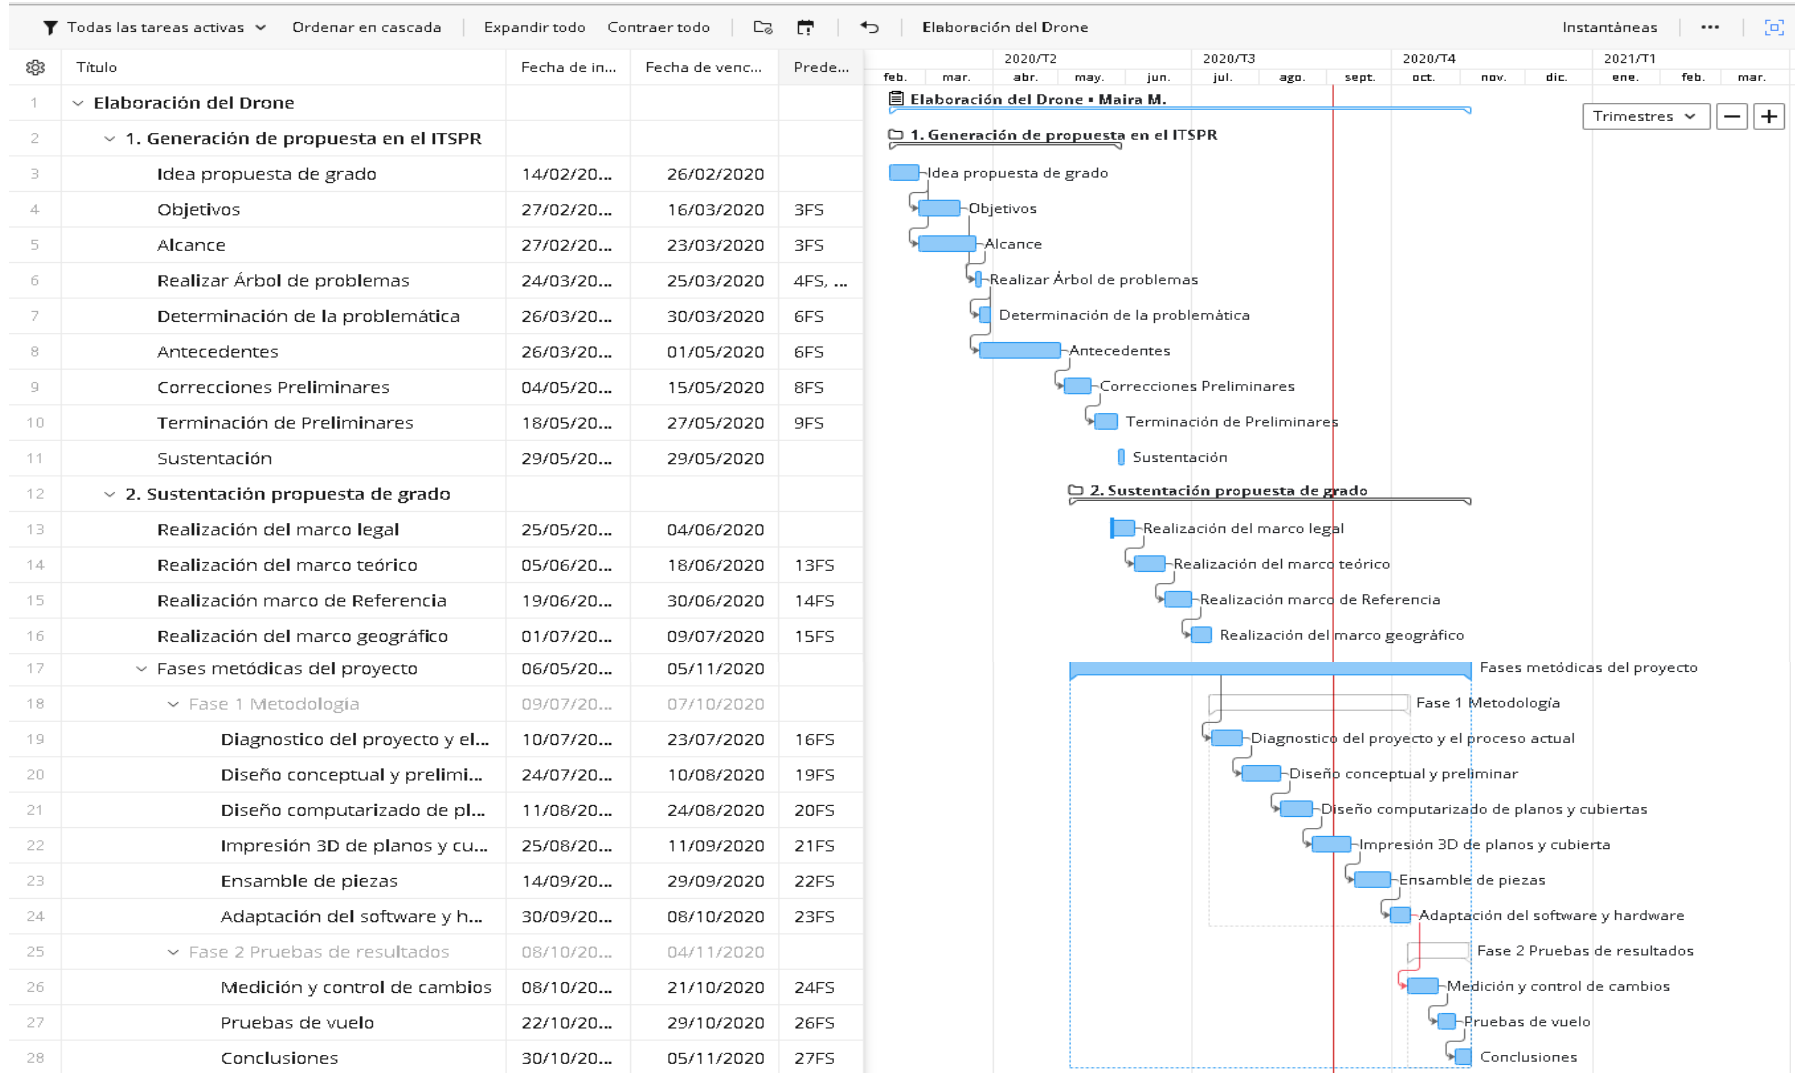 Todas las tareas activas Ordenar en cascada Expandir todo Contraer todo Elaboración del Drone Instantáneas ...
Título Fecha de in... Fecha de venc... Prede...
2020/T2 2020/T3 2020/T4 2021/T1
feb. mar. abr. may. jun. jul. ago. sept. oct. nov. dic. ene. feb. mar.
Trimestres − +
1 Elaboración del Drone
2 1. Generación de propuesta en el ITSPR
3 Idea propuesta de grado 14/02/20... 26/02/2020
4 Objetivos 27/02/20... 16/03/2020 3FS
5 Alcance 27/02/20... 23/03/2020 3FS
6 Realizar Árbol de problemas 24/03/20... 25/03/2020 4FS, ...
7 Determinación de la problemática 26/03/20... 30/03/2020 6FS
8 Antecedentes 26/03/20... 01/05/2020 6FS
9 Correcciones Preliminares 04/05/20... 15/05/2020 8FS
10 Terminación de Preliminares 18/05/20... 27/05/2020 9FS
11 Sustentación 29/05/20... 29/05/2020
12 2. Sustentación propuesta de grado
13 Realización del marco legal 25/05/20... 04/06/2020
14 Realización del marco teórico 05/06/20... 18/06/2020 13FS
15 Realización marco de Referencia 19/06/20... 30/06/2020 14FS
16 Realización del marco geográfico 01/07/20... 09/07/2020 15FS
17 Fases metódicas del proyecto 06/05/20... 05/11/2020
18 Fase 1 Metodología 09/07/20... 07/10/2020
19 Diagnostico del proyecto y el... 10/07/20... 23/07/2020 16FS
20 Diseño conceptual y prelimi... 24/07/20... 10/08/2020 19FS
21 Diseño computarizado de pl... 11/08/20... 24/08/2020 20FS
22 Impresión 3D de planos y cu... 25/08/20... 11/09/2020 21FS
23 Ensamble de piezas 14/09/20... 29/09/2020 22FS
24 Adaptación del software y h... 30/09/20... 08/10/2020 23FS
25 Fase 2 Pruebas de resultados 08/10/20... 04/11/2020
26 Medición y control de cambios 08/10/20... 21/10/2020 24FS
27 Pruebas de vuelo 22/10/20... 29/10/2020 26FS
28 Conclusiones 30/10/20... 05/11/2020 27FS
Elaboración del Drone • Maira M.
1. Generación de propuesta en el ITSPR
Idea propuesta de grado
Objetivos
Alcance
Realizar Árbol de problemas
Determinación de la problemática
Antecedentes
Correcciones Preliminares
Terminación de Preliminares
Sustentación
2. Sustentación propuesta de grado
Realización del marco legal
Realización del marco teórico
Realización marco de Referencia
Realización del marco geográfico
Fases metódicas del proyecto
Fase 1 Metodología
Diagnostico del proyecto y el proceso actual
Diseño conceptual y preliminar
Diseño computarizado de planos y cubiertas
Impresión 3D de planos y cubierta
Ensamble de piezas
Adaptación del software y hardware
Fase 2 Pruebas de resultados
Medición y control de cambios
Pruebas de vuelo
Conclusiones